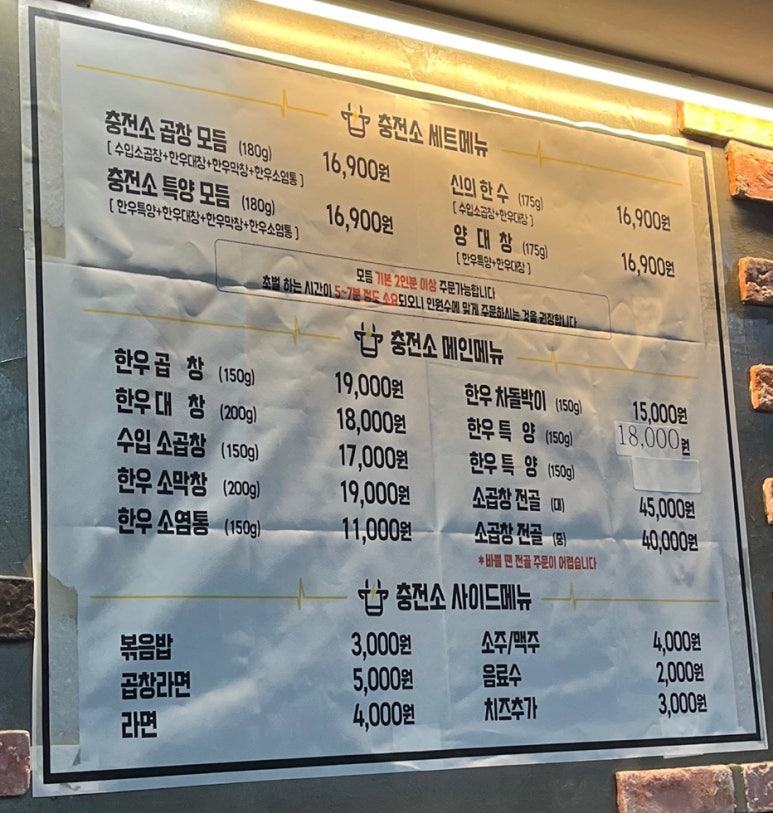 충전소 세트메뉴
충전소 곱창 모듬 (180g) 16,900원
[ 수입소곱창+한우대창+한우막창+한우소염통 ]
충전소 특양 모듬 (180g) 16,900원
[ 한우특양+한우대창+한우막창+한우소염통 ]
신의 한 수 (175g) 16,900원
[ 수입소곱창+한우대창 ]
양 대 창 (175g) 16,900원
[ 한우특양+한우대창 ]
모듬 기본 2인분 이상 주문가능합니다
초벌 하는 시간이 5~7분 정도 소요되오니 인원수에 맞게 주문하시는 것을 권장합니다
충전소 메인메뉴
한우 곱 창 (150g) 19,000원
한우 대 창 (200g) 18,000원
수입 소곱창 (150g) 17,000원
한우 소막창 (200g) 19,000원
한우 소염통 (150g) 11,000원
한우 차돌박이 (150g) 15,000원
한우 특 양 (150g) 18,000원
한우 특 양 (150g)
소곱창 전골 (대) 45,000원
소곱창 전골 (중) 40,000원
*바쁠 땐 전골 주문이 어렵습니다
충전소 사이드메뉴
볶음밥 3,000원
곱창라면 5,000원
라면 4,000원
소주/맥주 4,000원
음료수 2,000원
치즈추가 3,000원